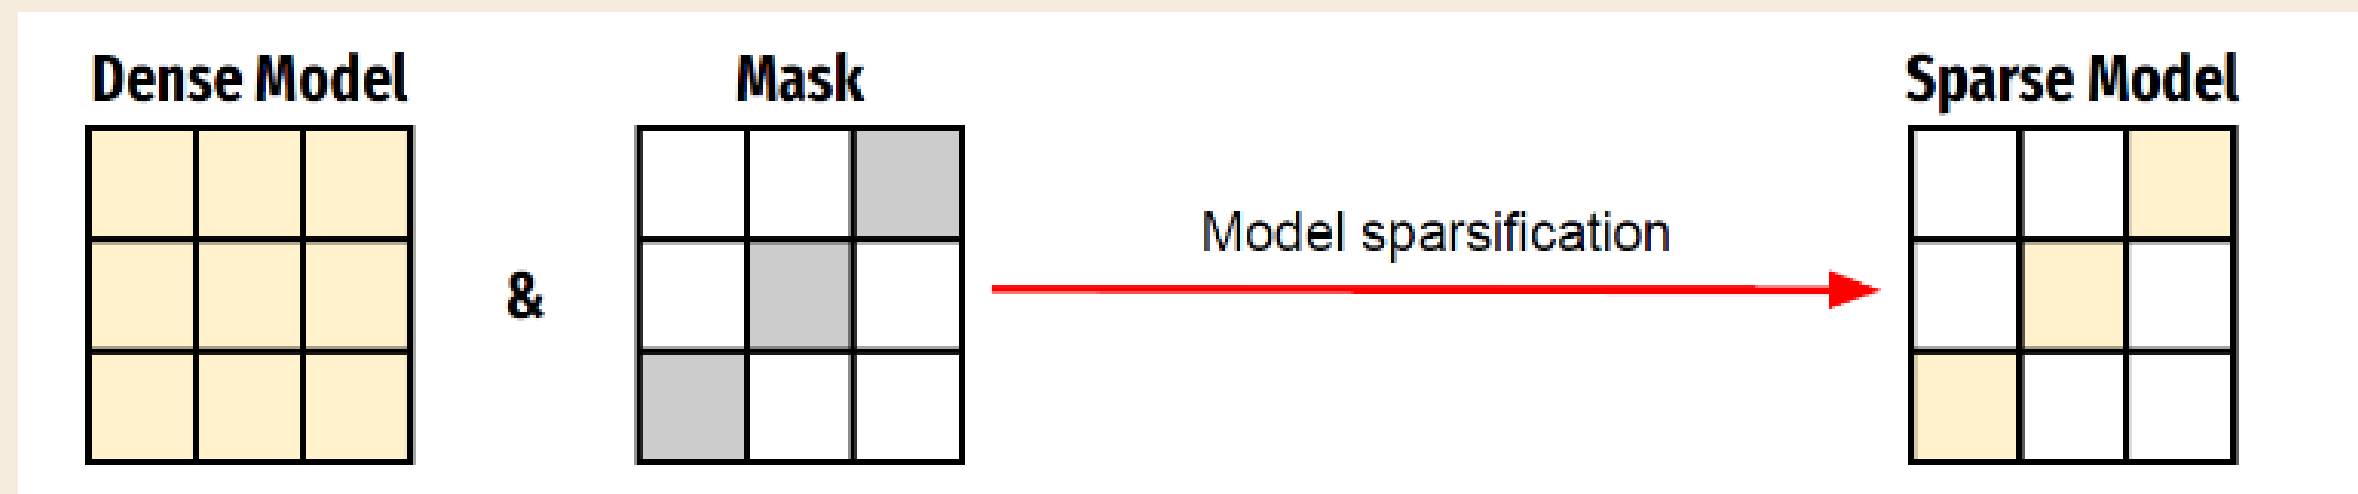 Dense Model
Mask
Sparse Model
&
Model sparsification